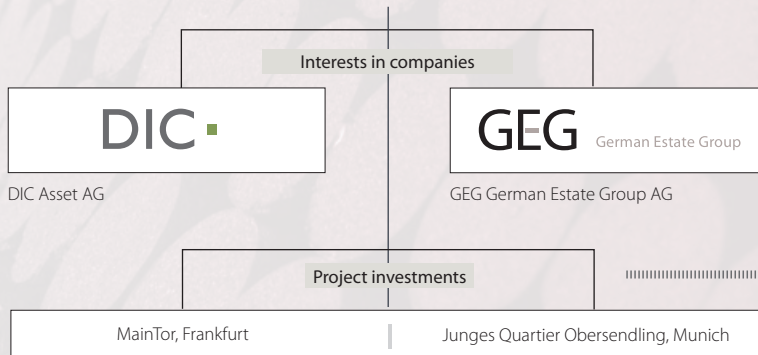 Interests in companies
DIC
GEG German Estate Group
DIC Asset AG
GEG German Estate Group AG
Project investments
MainTor, Frankfurt
Junges Quartier Obersendling, Munich